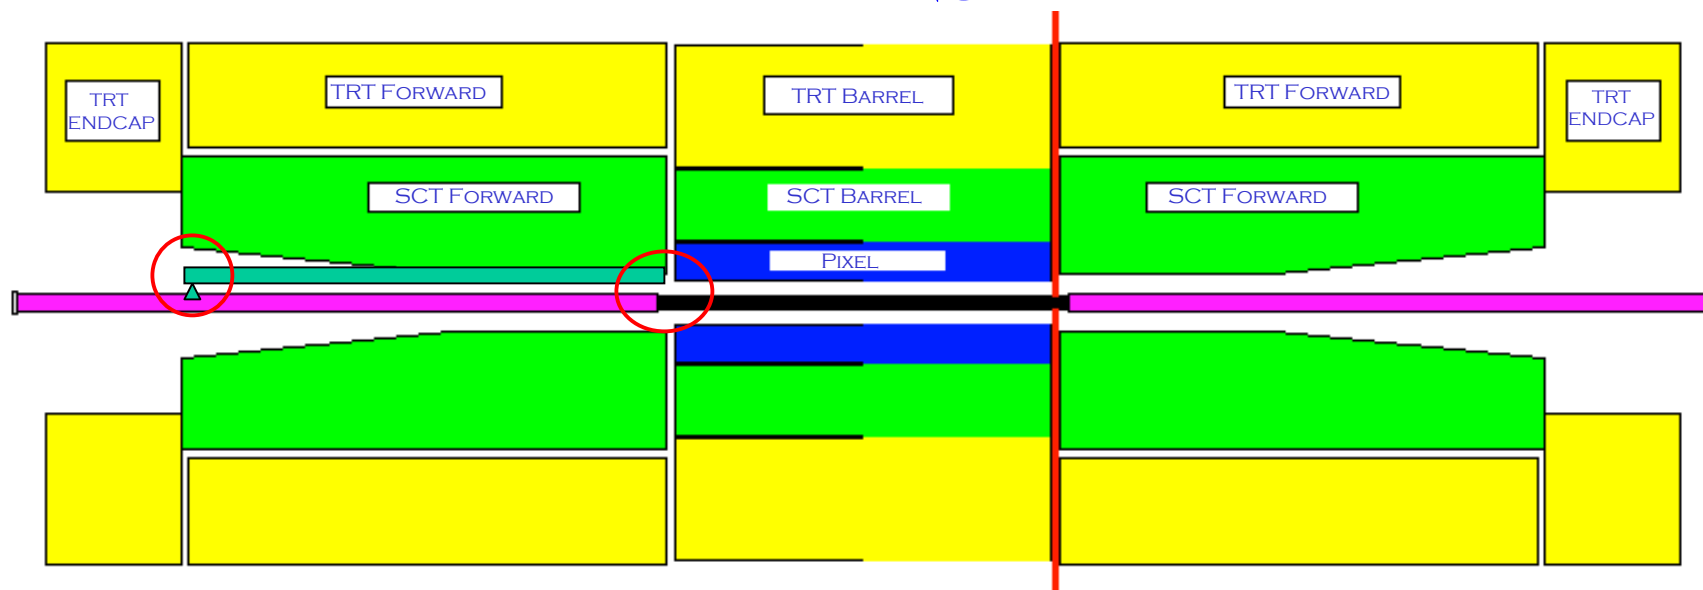 TRT FORWARD
TRT BARREL
TRT FORWARD
TRT
ENDCAP
TRT
ENDCAP
SCT FORWARD
SCT BARREL
SCT FORWARD
PIXEL